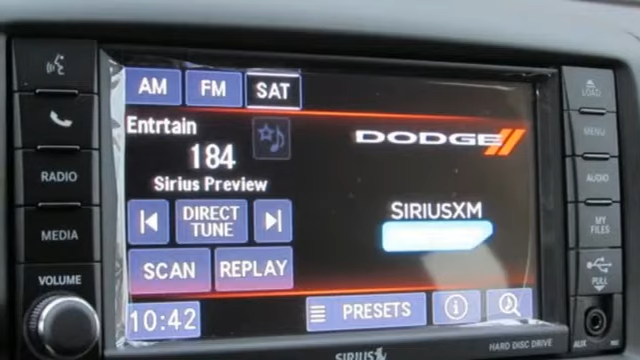 LOAD
AM FM SAT
MENU
Entrtain
DODGE
184
RADIO
AUDIO
Sirius Preview
SIRIUSXM
DIRECT
TUNE
MY
FILES
MEDIA
SCAN REPLAY
VOLUME
PULL
10:42
PRESETS
AUX
HARD DISC DRIVE
SIRIUS